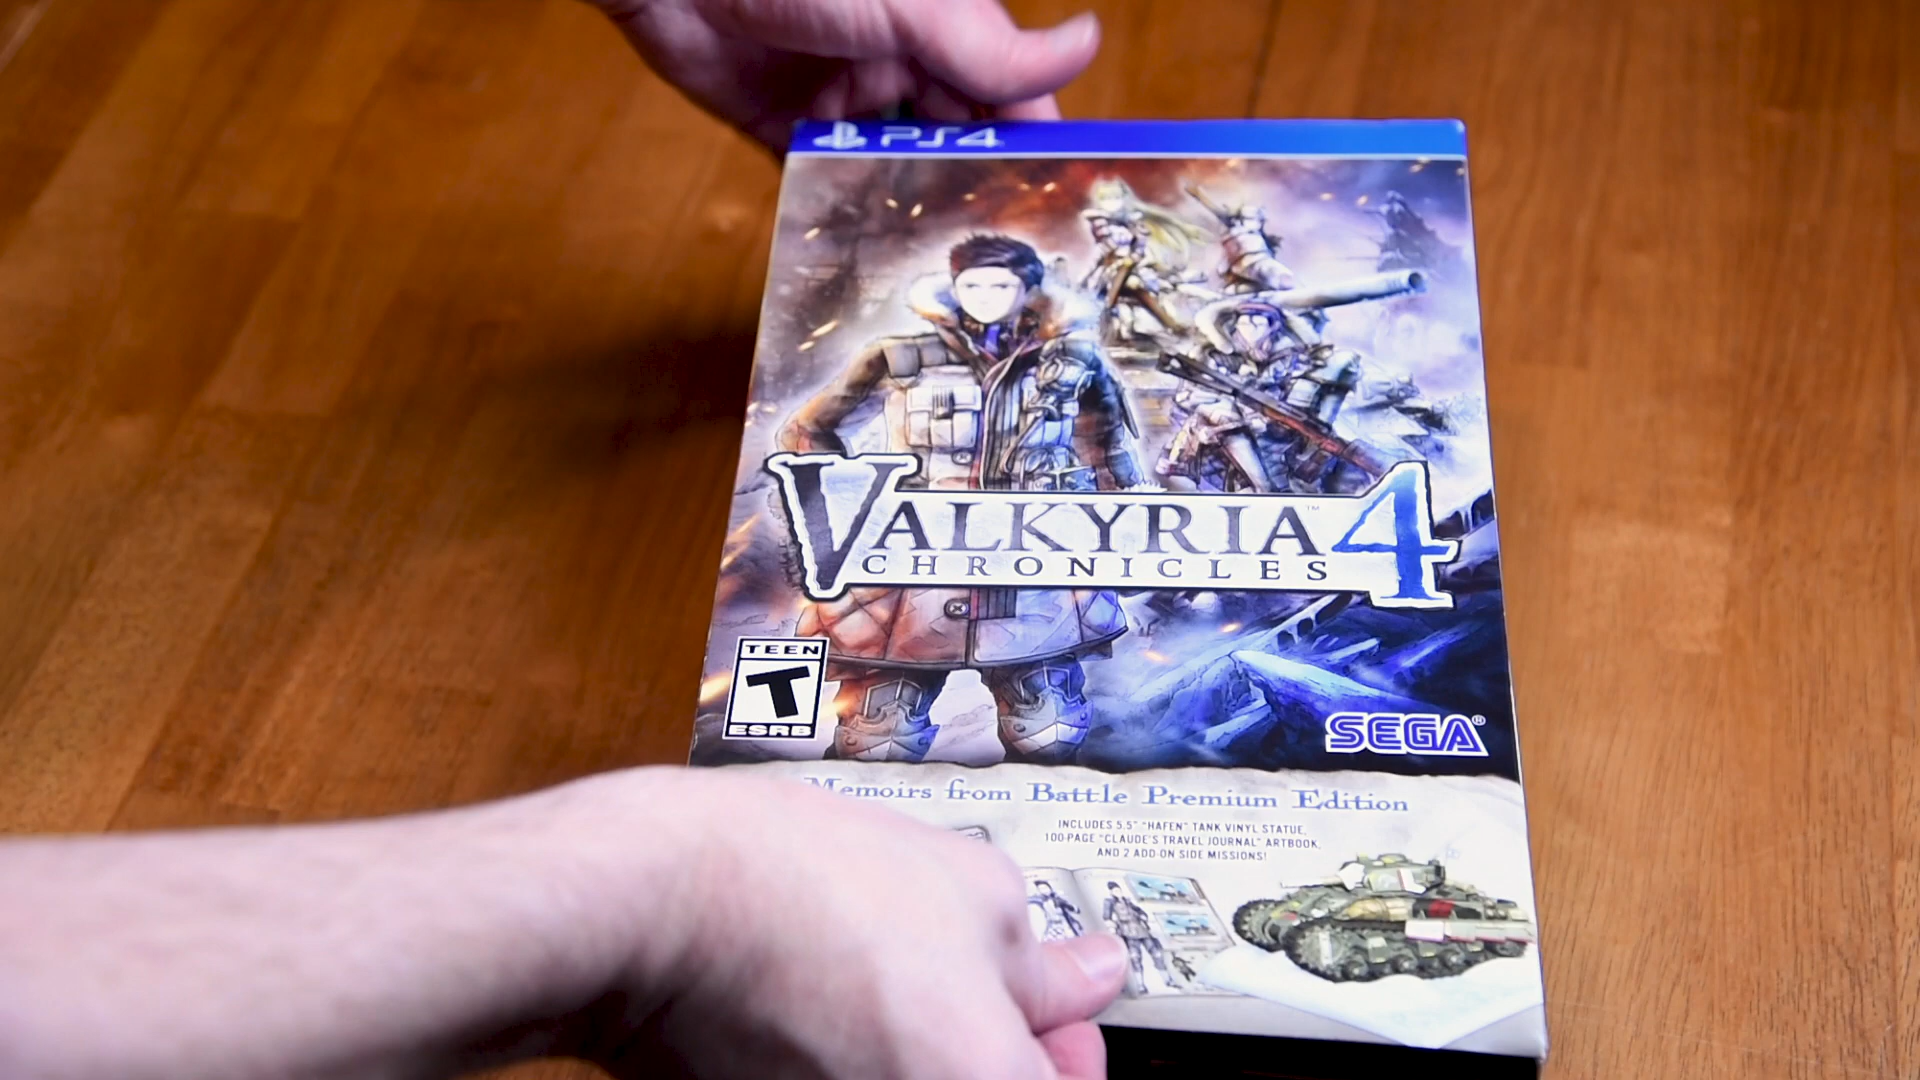 PS4
VALKYRIA 4
CHRONICLES
TM
TEEN
T
ESRB
SEGA®
Memoirs from Battle Premium Edition
INCLUDES 5.5" "HAFEN" TANK VINYL STATUE,
100-PAGE "CLAUDE'S TRAVEL JOURNAL" ARTBOOK,
AND 2 ADD-ON SIDE MISSIONS!